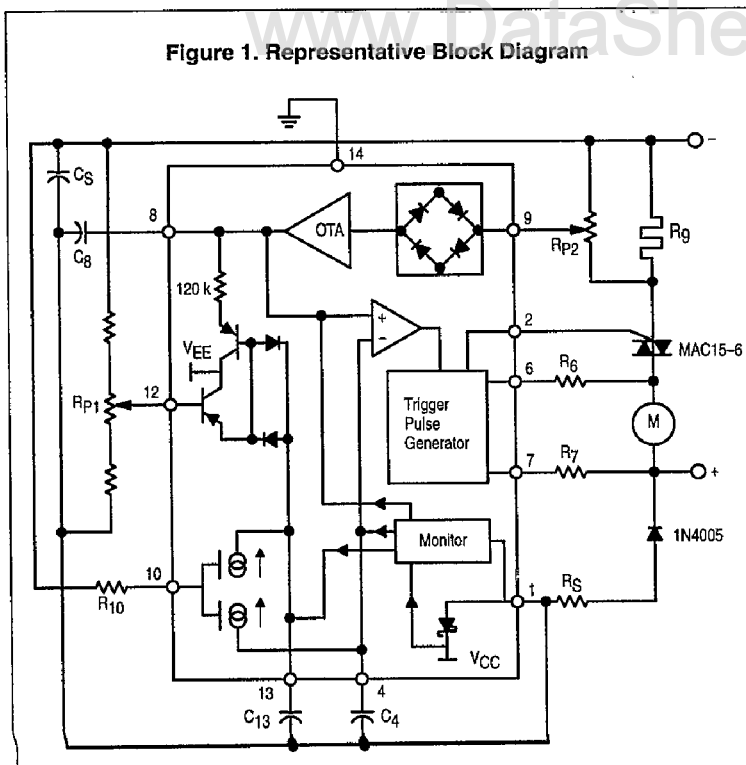 www.DataShe
Figure 1. Representative Block Diagram
14
−
CS
8
C8
OTA
9
RP2
R9
120 k
2
VEE
+
−
MAC15–6
6
R6
RP1
12
Trigger
Pulse
Generator
M
7
R7
+
Monitor
1N4005
10
R10
1
RS
VCC
13
4
C13
C4